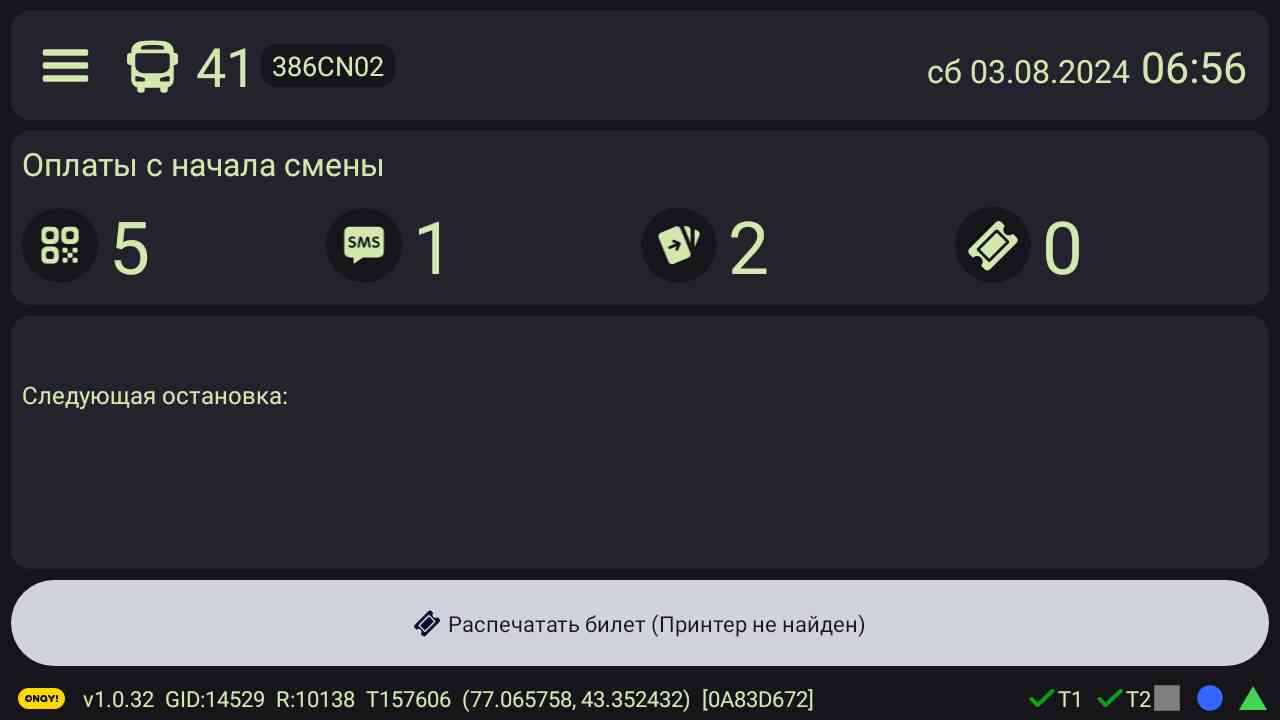 41 386CN02 сб 03.08.2024 06:56
Оплаты с начала смены
5 SMS 1 2 0
Следующая остановка:
Распечатать билет (Принтер не найден)
ONAY! v1.0.32 GID:14529 R:10138 T157606 (77.065758, 43.352432) [0A83D672] T1 T2